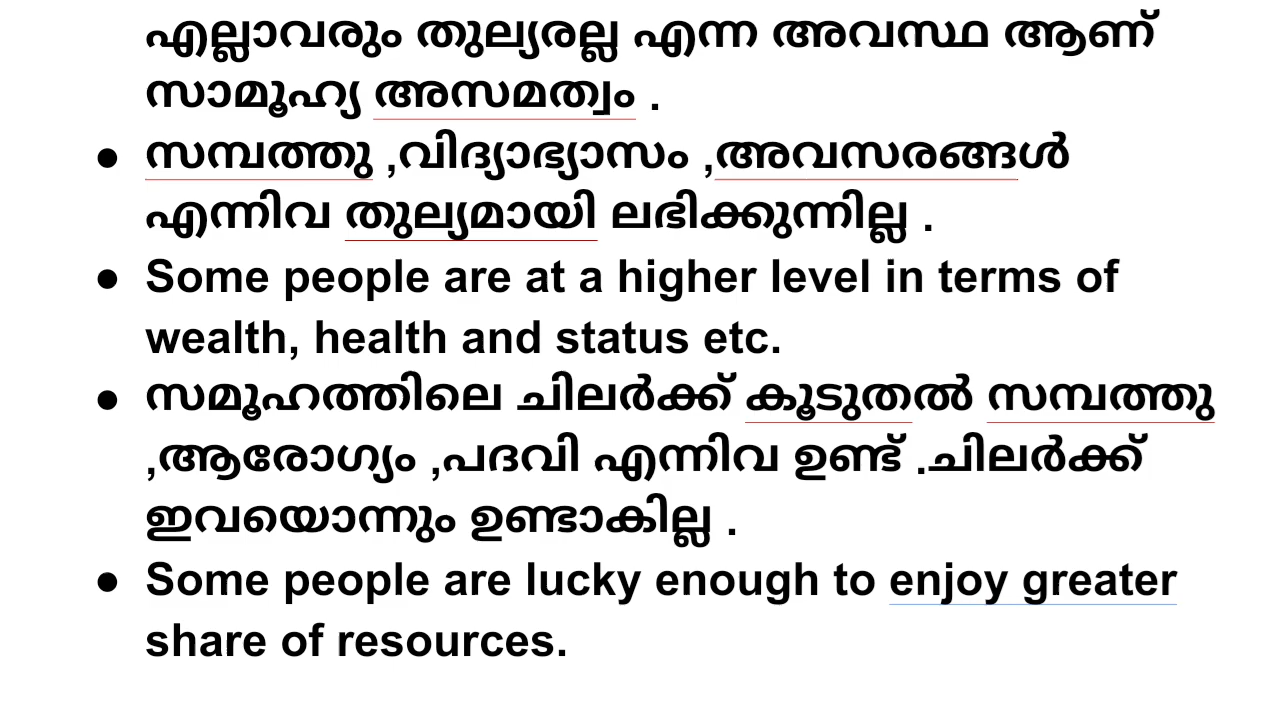 എല്ലാവരും തുല്യരല്ല എന്ന അവസ്ഥ ആണ്
സാമൂഹ്യ അസമത്വം .
● സമ്പത്തു ,വിദ്യാഭ്യാസം ,അവസരങ്ങൾ
എന്നിവ തുല്യമായി ലഭിക്കുന്നില്ല .
● Some people are at a higher level in terms of
wealth, health and status etc.
● സമൂഹത്തിലെ ചിലർക്ക് കൂടുതൽ സമ്പത്തു
,ആരോഗ്യം ,പദവി എന്നിവ ഉണ്ട് .ചിലർക്ക്
ഇവയൊന്നും ഉണ്ടാകില്ല .
● Some people are lucky enough to enjoy greater
share of resources.